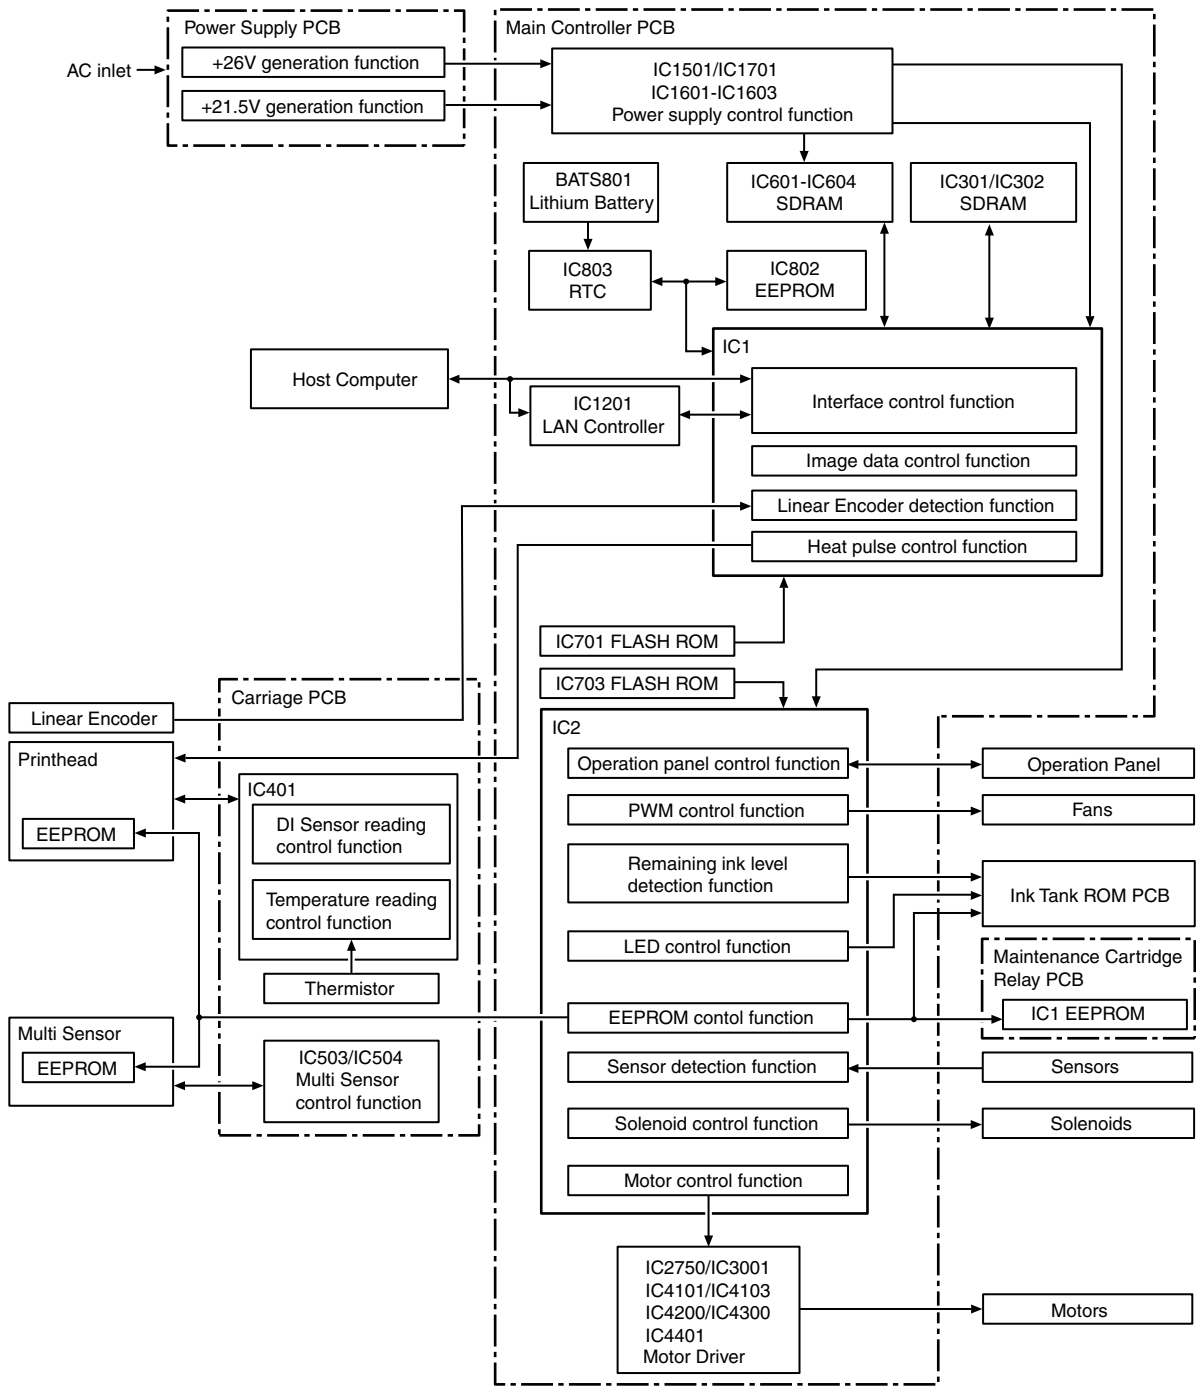 Power Supply PCB
AC inlet
+26V generation function
+21.5V generation function
Main Controller PCB
IC1501/IC1701
IC1601-IC1603
Power supply control function
BATS801
Lithium Battery
IC601-IC604
SDRAM
IC301/IC302
SDRAM
IC803
RTC
IC802
EEPROM
IC1
Host Computer
IC1201
LAN Controller
Interface control function
Image data control function
Linear Encoder detection function
Heat pulse control function
IC701 FLASH ROM
IC703 FLASH ROM
Carriage PCB
Linear Encoder
Printhead
EEPROM
IC401
DI Sensor reading
control function
Temperature reading
control function
Thermistor
Multi Sensor
EEPROM
IC503/IC504
Multi Sensor
control function
IC2
Operation panel control function
PWM control function
Remaining ink level
detection function
LED control function
EEPROM contol function
Sensor detection function
Solenoid control function
Motor control function
Operation Panel
Fans
Ink Tank ROM PCB
Maintenance Cartridge
Relay PCB
IC1 EEPROM
Sensors
Solenoids
IC2750/IC3001
IC4101/IC4103
IC4200/IC4300
IC4401
Motor Driver
Motors